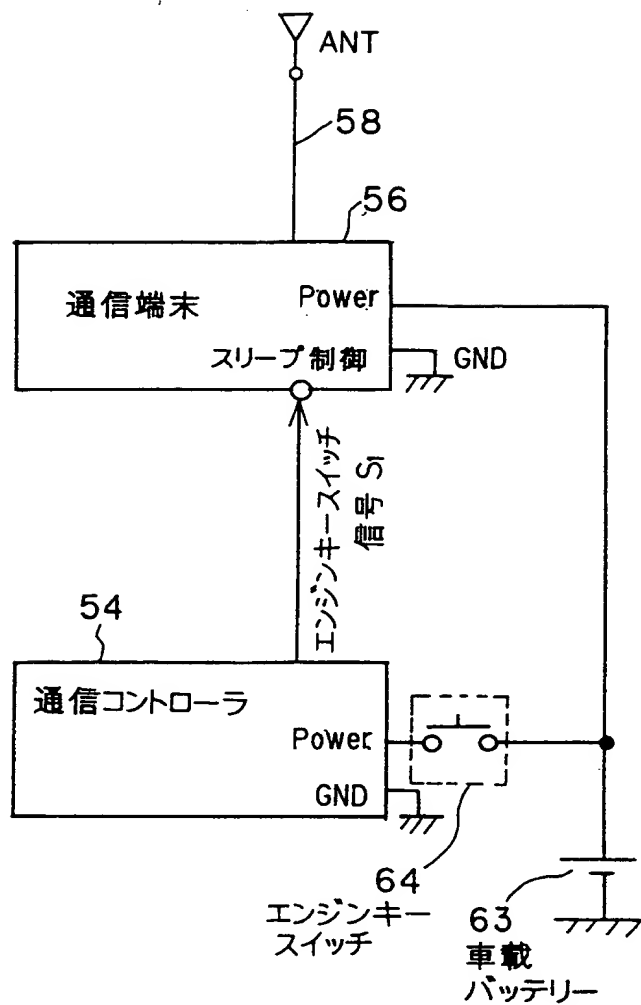 ANT
58
56
通信端末
Power
スリープ制御
GND
エンジンキースイッチ
信号 S1
54
通信コントローラ
Power
GND
64
エンジンキー
スイッチ
63
車載
バッテリー